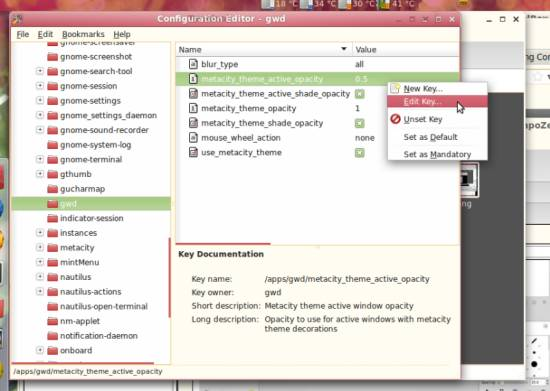 18 °C 34 °C 30 °C 41 °C
Configuration Editor - gwd
File Edit Bookmarks Help
gnome-screensaver
gnome-screenshot
gnome-search-tool
gnome-session
gnome-settings
gnome_settings_daemon
gnome-sound-recorder
gnome-system-log
gnome-terminal
gthumb
gucharmap
gwd
indicator-session
instances
metacity
mintMenu
nautilus
nautilus-actions
nautilus-open-terminal
nm-applet
notification-daemon
onboard
Name Value
blur_type all
metacity_theme_active_opacity 0.5
metacity_theme_active_shade_opacity
metacity_theme_opacity 1
metacity_theme_shade_opacity
mouse_wheel_action none
use_metacity_theme
New Key...
Edit Key...
Unset Key
Set as Default
Set as Mandatory
Key Documentation
Key name: /apps/gwd/metacity_theme_active_opacity
Key owner: gwd
Short description: Metacity theme active window opacity
Long description: Opacity to use for active windows with metacity
theme decorations
/apps/gwd/metacity_theme_active_opacity
ng Co
npoZe
ng